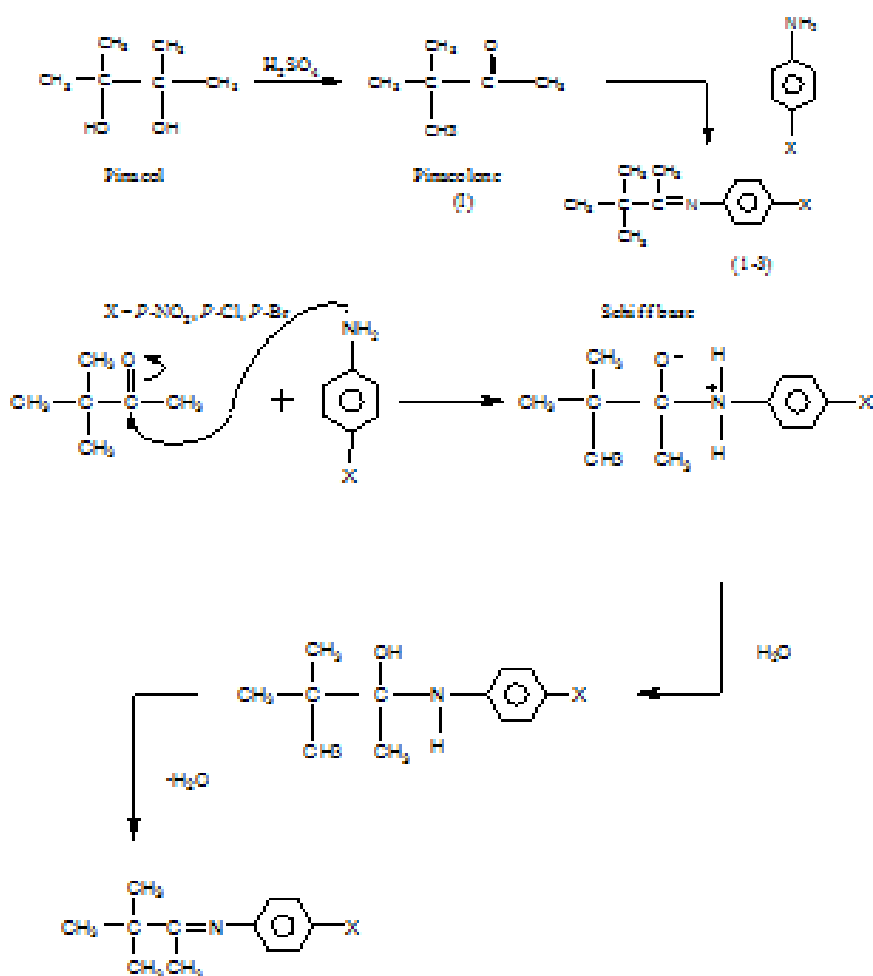 NH₂
CH₃ CH₃ CH₃ O
CH₃ C C CH₃ H₂SO₄ CH₃ C C CH₃
HO OH CH3 X
Pinacol Pinacolone
(I)
CH₃ CH₃
CH₃ C C=N X
CH₃
(1-3)
X = P-NO₂, P-Cl, P-Br Schiff base
NH₂
CH₃ O CH₃ O− H
CH₃ C C CH₃ + CH₃ C C N+ X
CH₃ CH3 CH₃ H
X
H₂O
CH₃ OH
CH₃ C C N X
CH3 CH₃ H
-H₂O
CH₃
CH₃ C C=N X
CH₃ CH₃